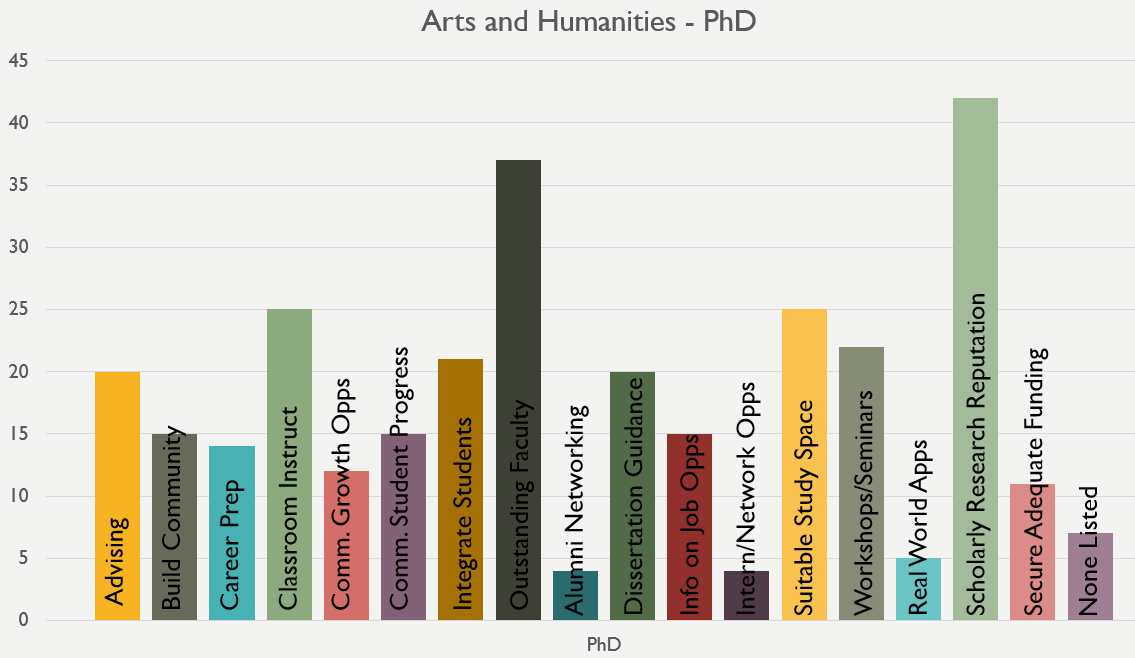 Arts and Humanities - PhD
45
40
35
30
25
20
15
10
5
0
Advising
Build Community
Career Prep
Classroom Instruct
Comm. Growth Opps
Comm. Student Progress
Integrate Students
Outstanding Faculty
Alumni Networking
Dissertation Guidance
Info on Job Opps
Intern/Network Opps
Suitable Study Space
Workshops/Seminars
Real World Apps
Scholarly Research Reputation
Secure Adequate Funding
None Listed
PhD